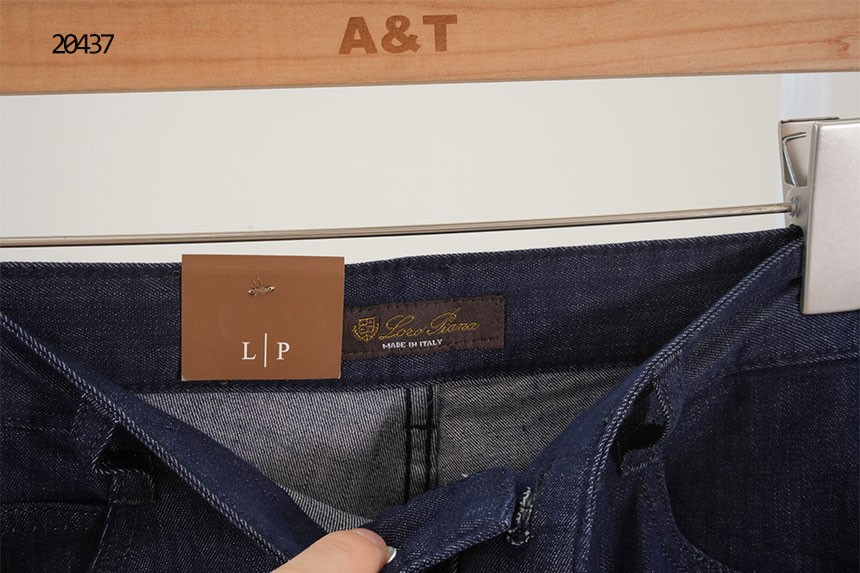 20437
A&T
L|P
Loro Piana
MADE IN ITALY